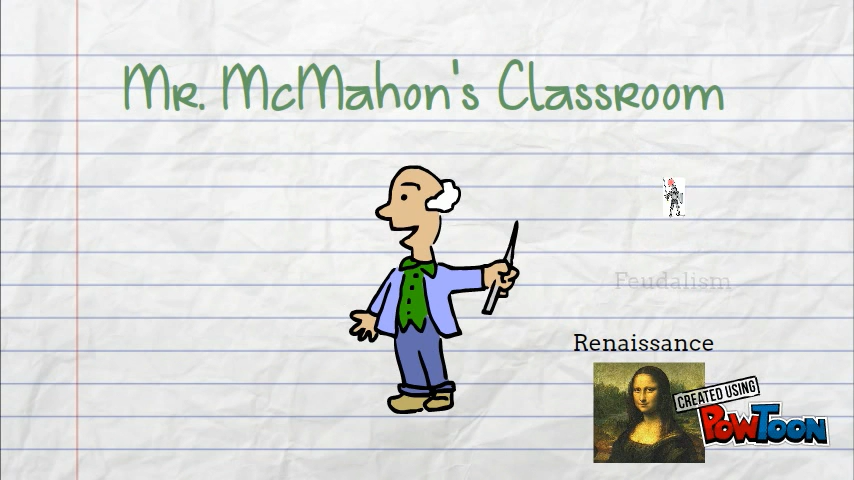 Mr. McMahon's Classroom
Feudalism
Renaissance
CREATED USING
POWTOON